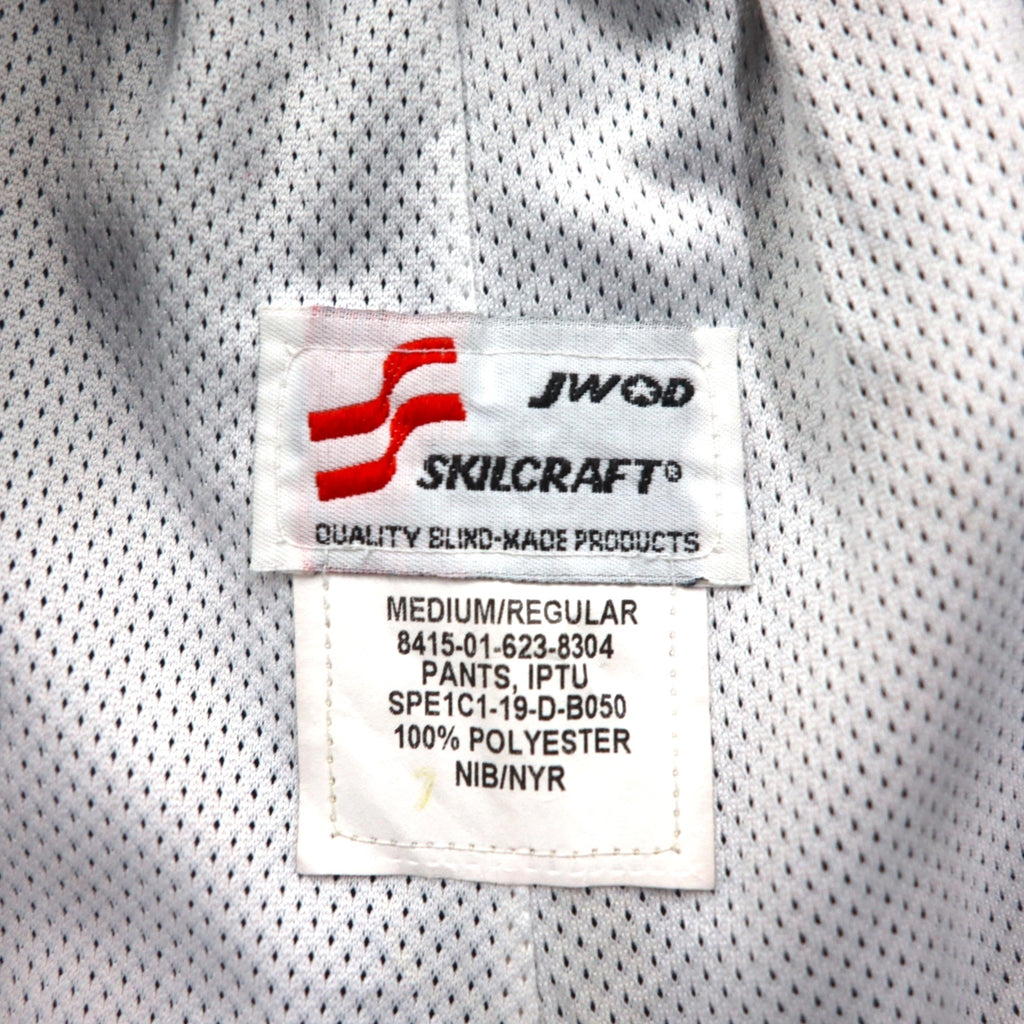 JWOD
SKILCRAFT®
QUALITY BLIND-MADE PRODUCTS
MEDIUM/REGULAR
8415-01-623-8304
PANTS, IPTU
SPE1C1-19-D-B050
100% POLYESTER
NIB/NYR
7